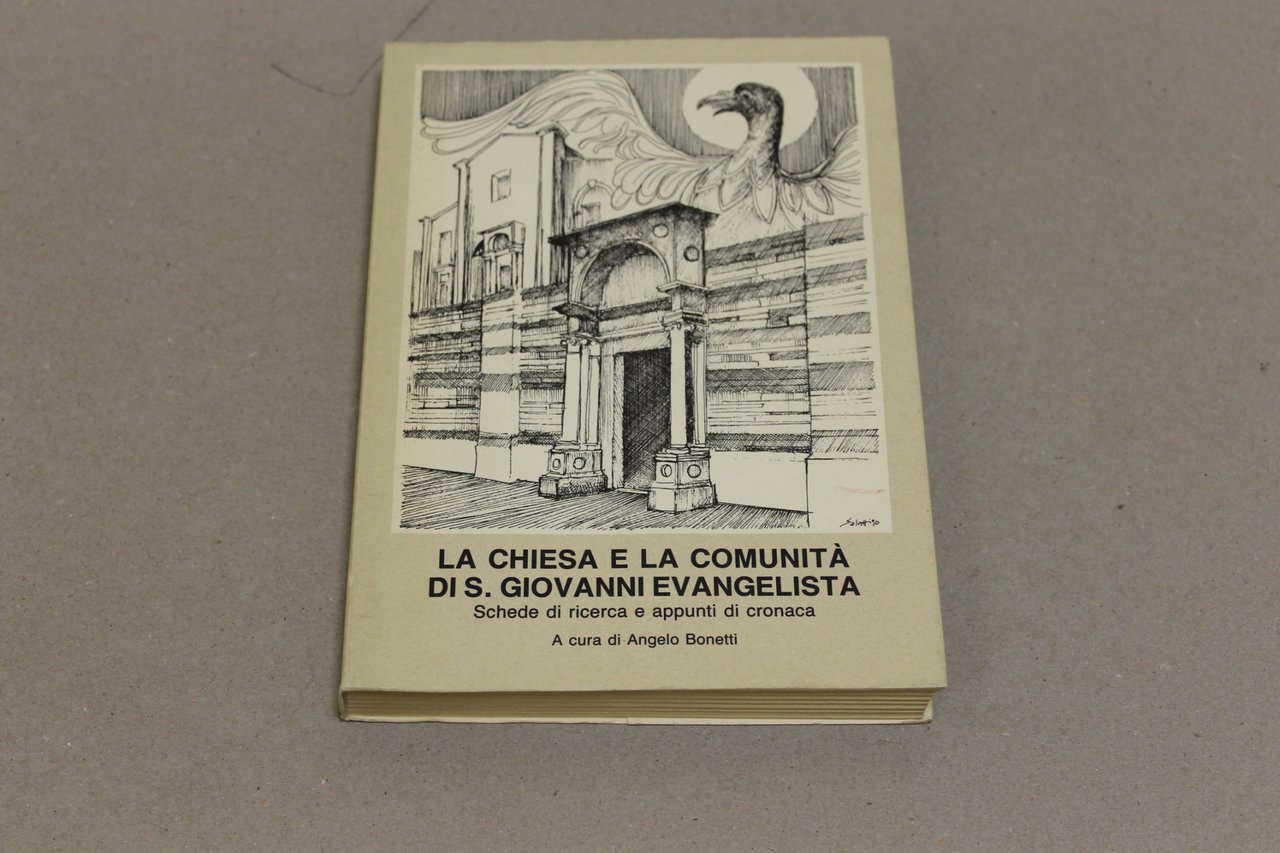 LA CHIESA E LA COMUNITÀ
DI S. GIOVANNI EVANGELISTA
Schede di ricerca e appunti di cronaca
A cura di Angelo Bonetti